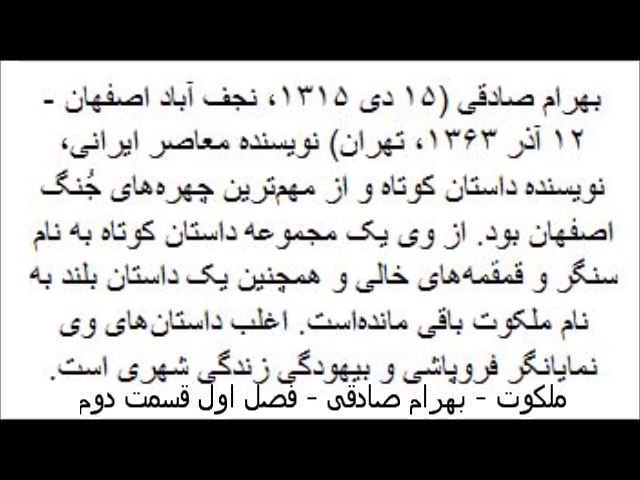 بهرام صادقی (۱۵ دی ۱۳۱۵، نجف آباد اصفهان -
۱۲ آذر ۱۳۶۳، تهران) نویسنده معاصر ایرانی،
نویسنده داستان کوتاه و از مهم‌ترین چهره‌های جُنگ
اصفهان بود. از وی یک مجموعه داستان کوتاه به نام
سنگر و قمقمه‌های خالی و همچنین یک داستان بلند به
نام ملکوت باقی مانده‌است. اغلب داستان‌های وی
نمایانگر فروپاشی و بیهودگی زندگی شهری است.
ملکوت - بهرام صادقی - فصل اول قسمت دوم